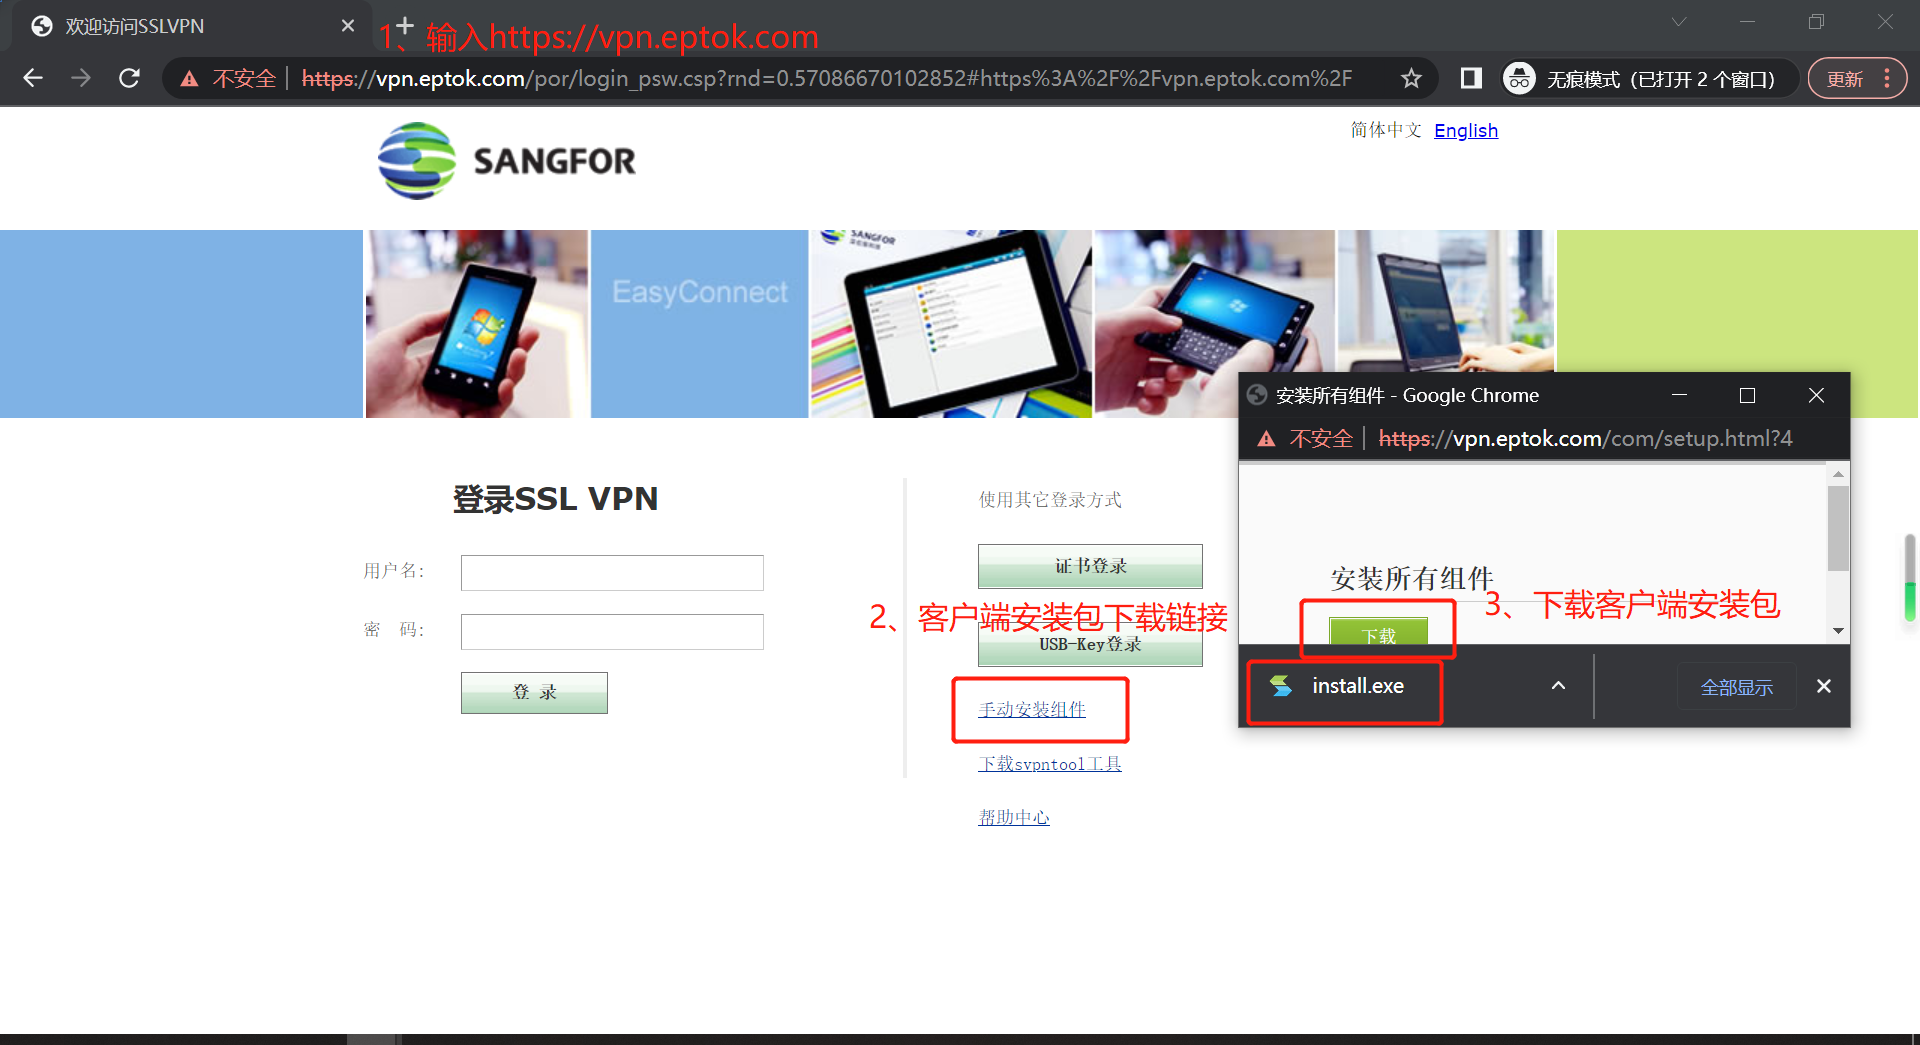 欢迎访问SSLVPN
1、输入https://vpn.eptok.com
不安全 https://vpn.eptok.com/por/login_psw.csp?rnd=0.57086670102852#https%3A%2F%2Fvpn.eptok.com%2F
无痕模式（已打开 2 个窗口）
更新
SANGFOR
简体中文 English
EasyConnect
SANGFOR
安装所有组件 - Google Chrome
不安全 https://vpn.eptok.com/com/setup.html?4
登录SSL VPN
用户名:
密 码:
登 录
使用其它登录方式
证书登录
2、客户端安装包下载链接
USB-Key登录
手动安装组件
下载svpntool工具
帮助中心
安装所有组件
3、下载客户端安装包
下载
install.exe
全部显示